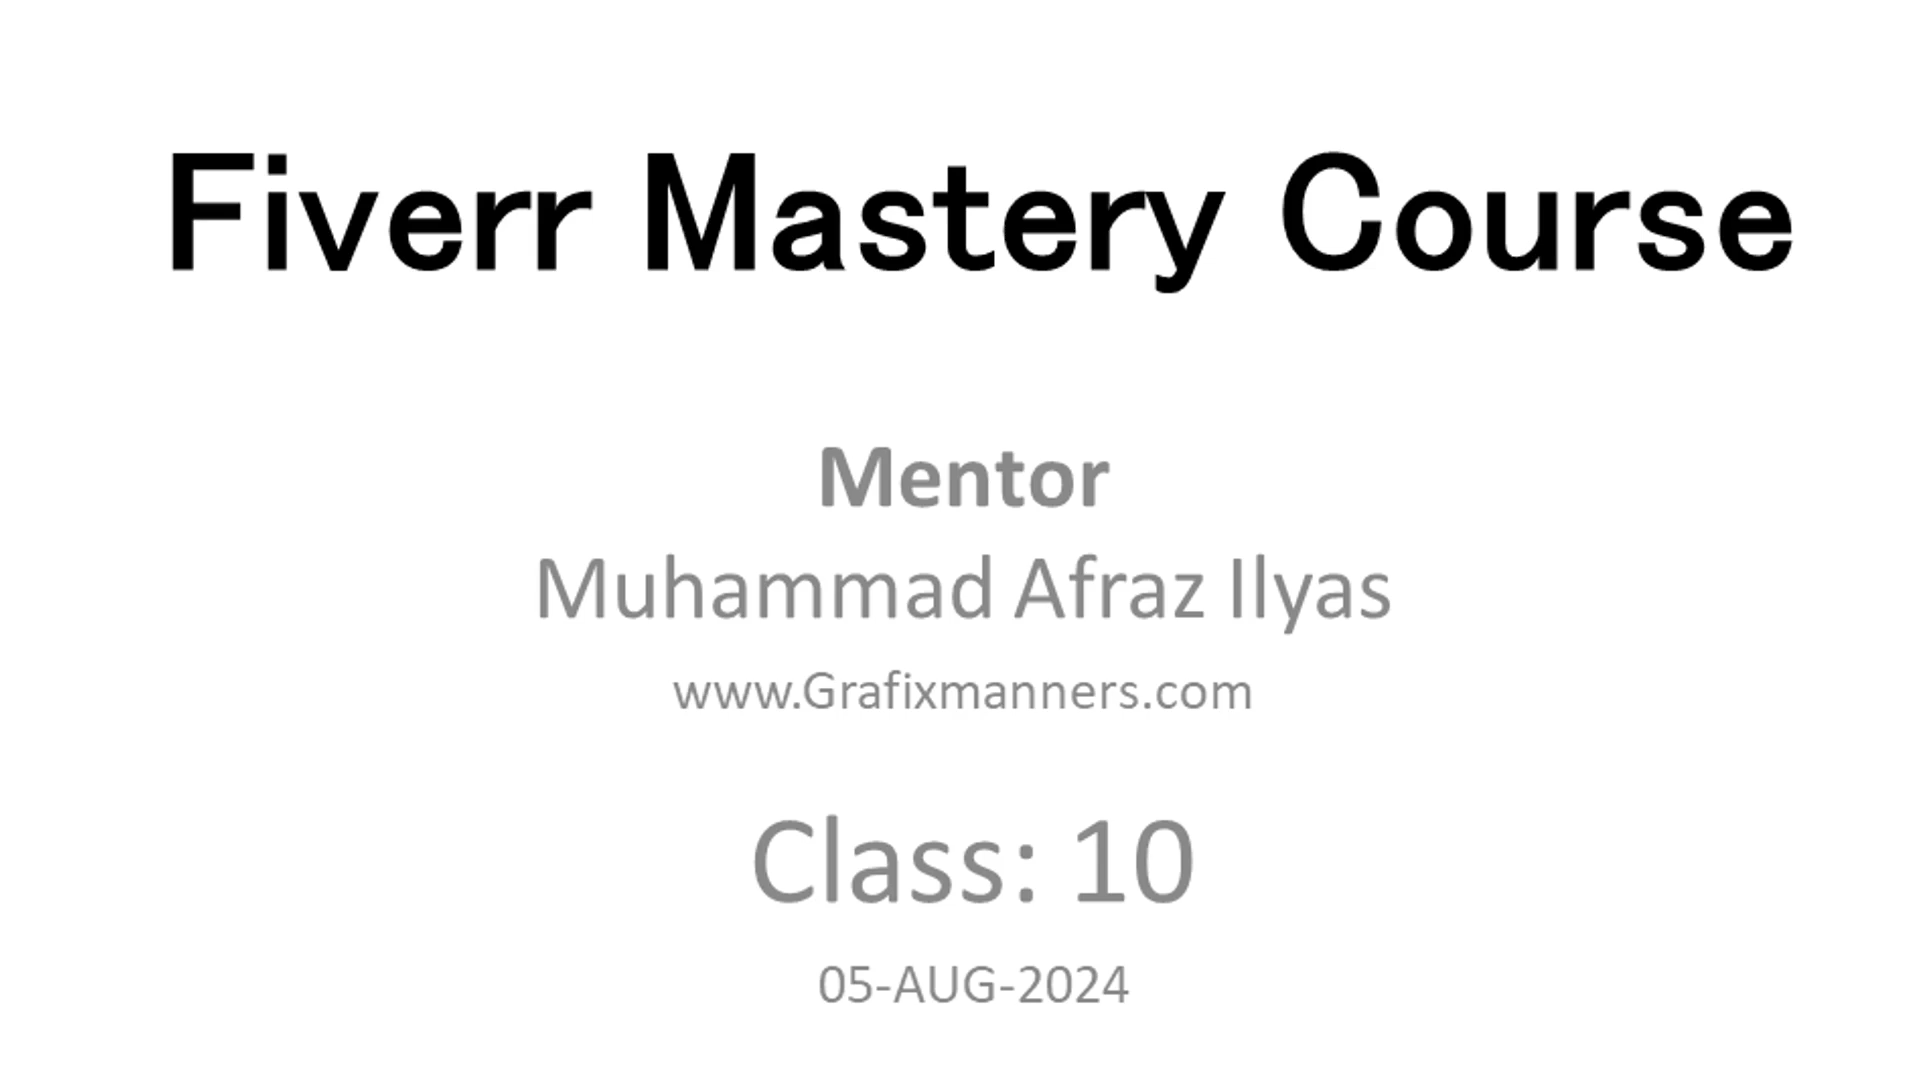 Fiverr Mastery Course
Mentor
Muhammad Afraz Ilyas
www.Grafixmanners.com
Class: 10
05-AUG-2024